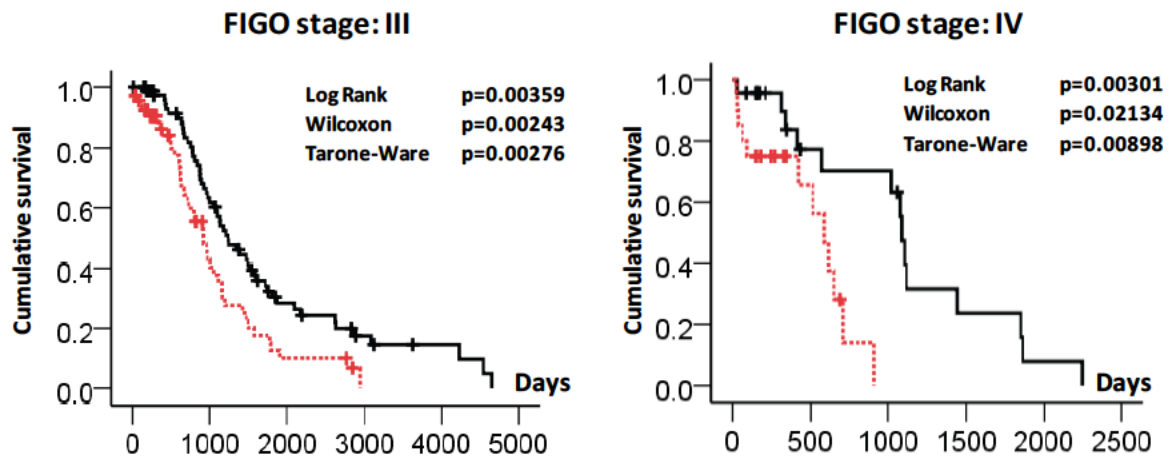 FIGO stage: III
Log Rank p=0.00359
Wilcoxon p=0.00243
Tarone-Ware p=0.00276
Cumulative survival
1.0
0.8
0.6
0.4
0.2
0.0
Days
0 1000 2000 3000 4000 5000
FIGO stage: IV
Log Rank p=0.00301
Wilcoxon p=0.02134
Tarone-Ware p=0.00898
Cumulative survival
1.0
0.8
0.6
0.4
0.2
0.0
Days
0 500 1000 1500 2000 2500